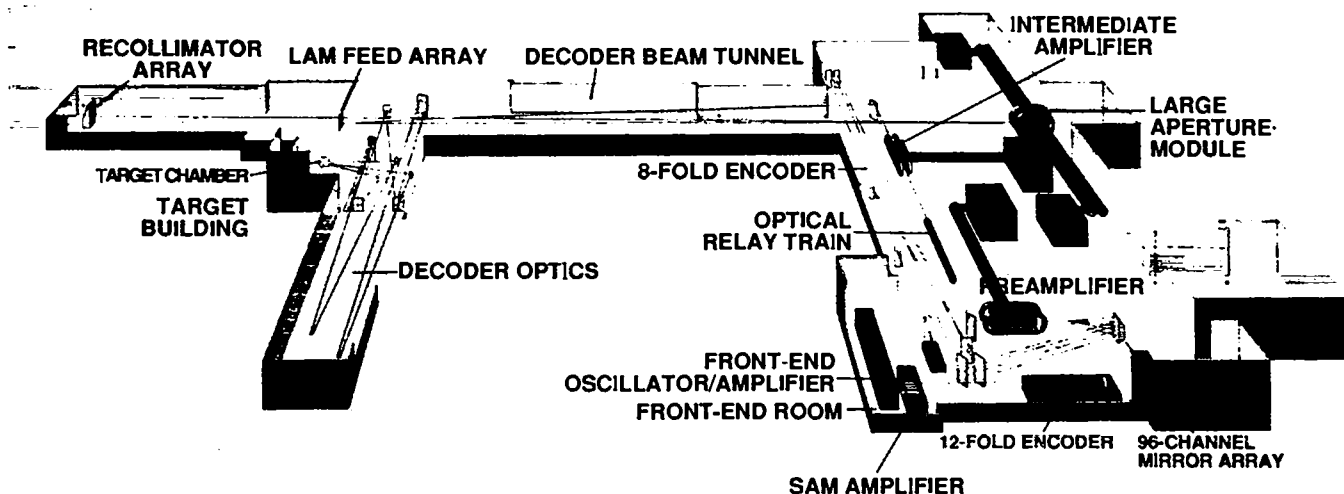 RECOLLIMATOR
ARRAY
LAM FEED ARRAY
DECODER BEAM TUNNEL
INTERMEDIATE
AMPLIFIER
LARGE
APERTURE-
MODULE
TARGET CHAMBER
TARGET
BUILDING
8-FOLD ENCODER
OPTICAL
RELAY TRAIN
DECODER OPTICS
PREAMPLIFIER
FRONT-END
OSCILLATOR/AMPLIFIER
FRONT-END ROOM
12-FOLD ENCODER
96-CHANNEL
MIRROR ARRAY
SAM AMPLIFIER